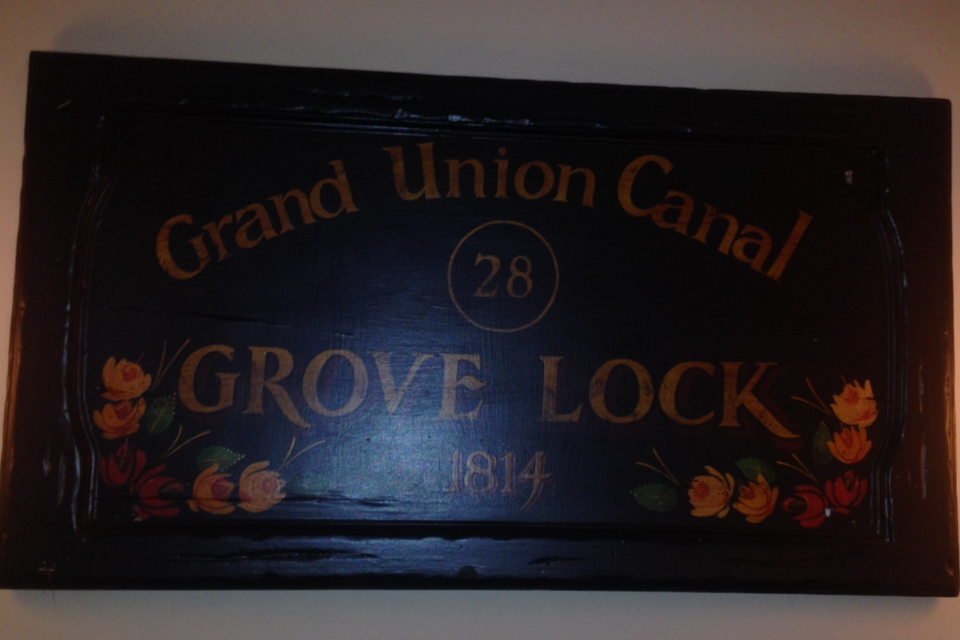 Grand Union Canal
28
GROVE LOCK
1814